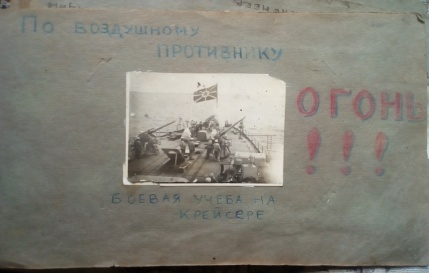 По воздушному
противнику
огонь
!!!
боевая учеба на
крейсере